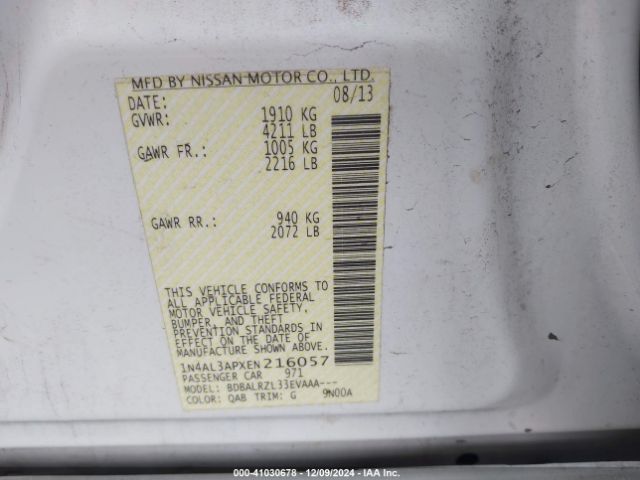 MFD BY NISSAN MOTOR CO., LTD.
DATE: 08/13
GVWR: 1910 KG
4211 LB
GAWR FR.: 1005 KG
2216 LB
GAWR RR.: 940 KG
2072 LB
THIS VEHICLE CONFORMS TO
ALL APPLICABLE FEDERAL
MOTOR VEHICLE SAFETY,
BUMPER, AND THEFT
PREVENTION STANDARDS IN
EFFECT ON THE DATE OF
MANUFACTURE SHOWN ABOVE.
1N4AL3APXEN216057
PASSENGER CAR 971
MODEL: BDBALRZL33EVAAA---
COLOR: QAB TRIM: G 9N00A
000-41030678 - 12/09/2024 - IAA Inc.